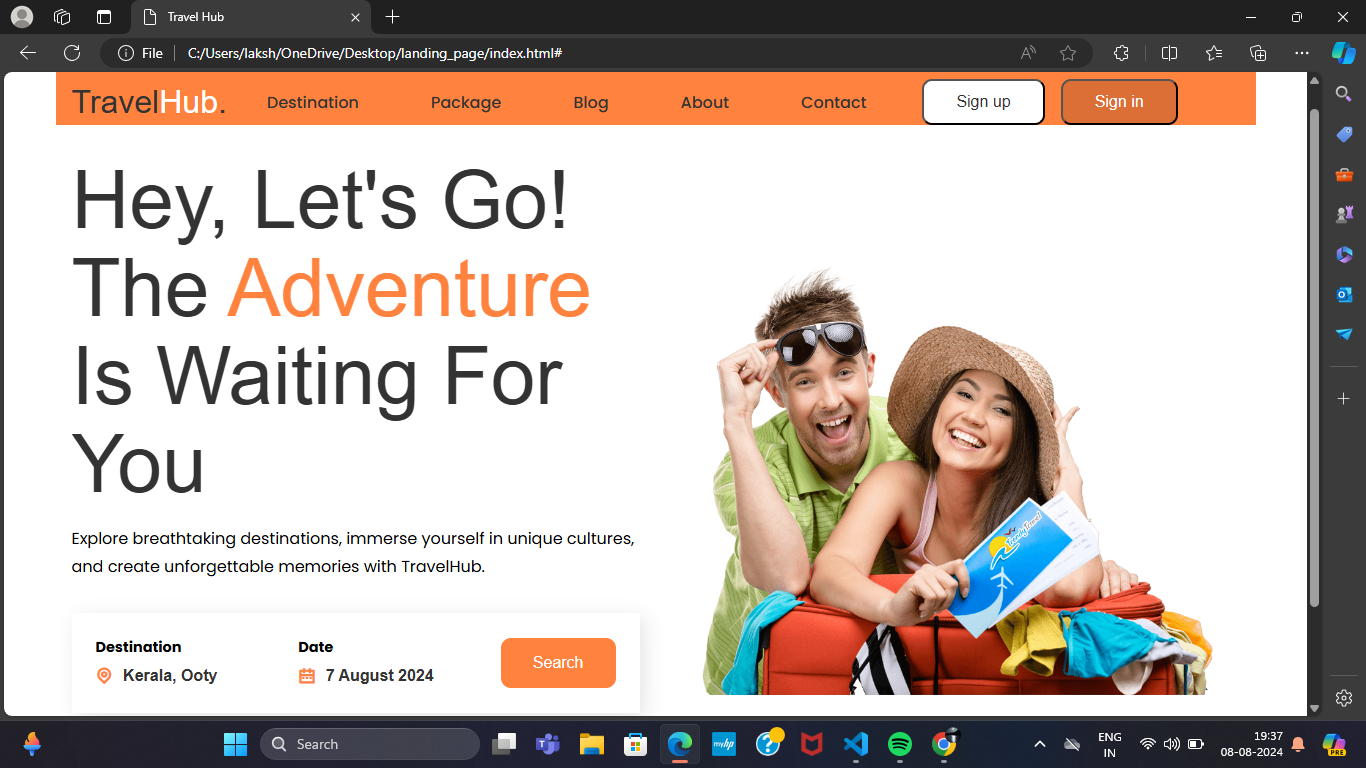 Travel Hub
File
C:/Users/laksh/OneDrive/Desktop/landing_page/index.html#
TravelHub.
Destination Package Blog About Contact Sign up Sign in
Hey, Let's Go!
The Adventure
Is Waiting For
You
Explore breathtaking destinations, immerse yourself in unique cultures,
and create unforgettable memories with TravelHub.
Destination Date
Kerala, Ooty 7 August 2024 Search
Search
ENG
IN
19:37
08-08-2024